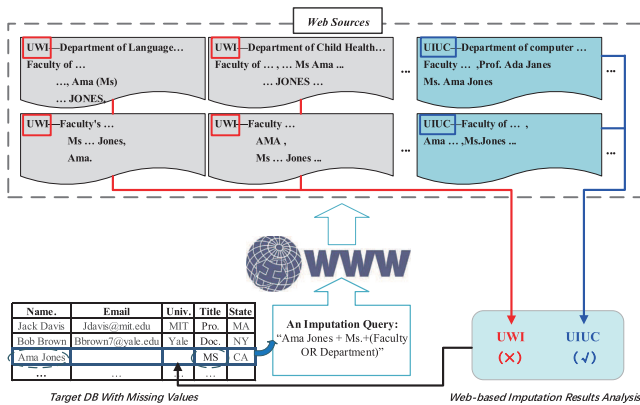 Web Sources
UWI—Department of Language…
Faculty of …
…, Ama (Ms)
… JONES,
UWI—Department of Child Health…
Faculty of … , … Ms Ama ...
… JONES …
...
UIUC—Department of computer …
Faculty … ,Prof. Ada Janes
Ms. Ama Jones
...
UWI—Faculty's …
Ms … Jones,
Ama.
UWI—Faculty …
AMA ,
Ms … Jones ...
...
UIUC—Faculty of … ,
Ama … ,Ms.Jones ...
...
WWW
Name. Email Univ. Title State
Jack Davis Jdavis@mit.edu MIT Pro. MA
Bob Brown Bbrown7@yale.edu Yale Doc. NY
Ama Jones MS CA
… … … …
An Imputation Query:
“Ama Jones + Ms.+(Faculty
OR Department)”
UWI UIUC
(×) (√)
Target DB With Missing Values
Web-based Imputation Results Analysis